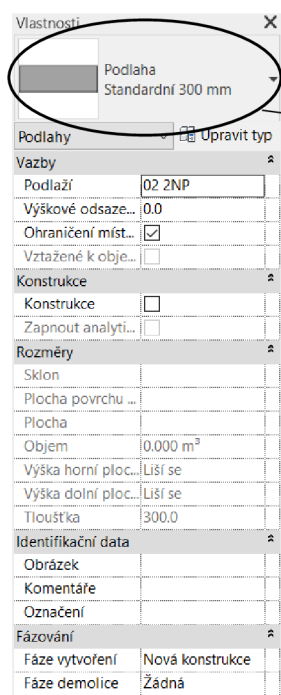 Vlastnosti
Podlaha
Standardní 300 mm
Podlahy Upravit typ
Vazby
Podlaží 02 2NP
Výškové odsaze... 0.0
Ohraničení míst...
Vztažené k obje...
Konstrukce
Konstrukce
Zapnout analyti...
Rozměry
Sklon
Plocha povrchu ...
Plocha
Objem 0.000 m³
Výška horní ploc... Liší se
Výška dolní ploc... Liší se
Tloušťka 300.0
Identifikační data
Obrázek
Komentáře
Označení
Fázování
Fáze vytvoření Nová konstrukce
Fáze demolice Žádná